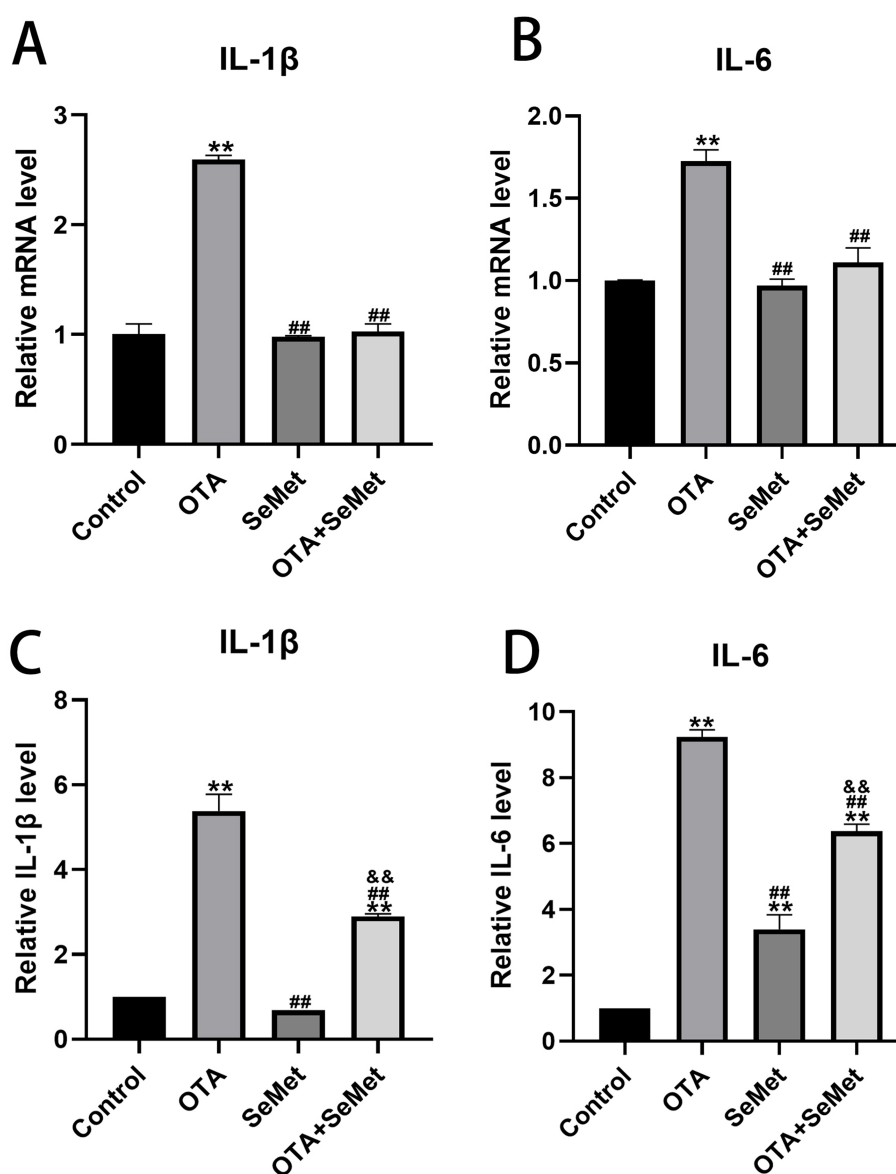 A
IL-1β
Relative mRNA level
3
2
1
0
**
##
##
Control
OTA
SeMet
OTA+SeMet
B
IL-6
Relative mRNA level
2.0
1.5
1.0
0.5
0.0
**
##
##
Control
OTA
SeMet
OTA+SeMet
C
IL-1β
Relative IL-1β level
8
6
4
2
0
**
##
&&
##
**
Control
OTA
SeMet
OTA+SeMet
D
IL-6
Relative IL-6 level
10
8
6
4
2
0
**
##
**
&&
##
**
Control
OTA
SeMet
OTA+SeMet